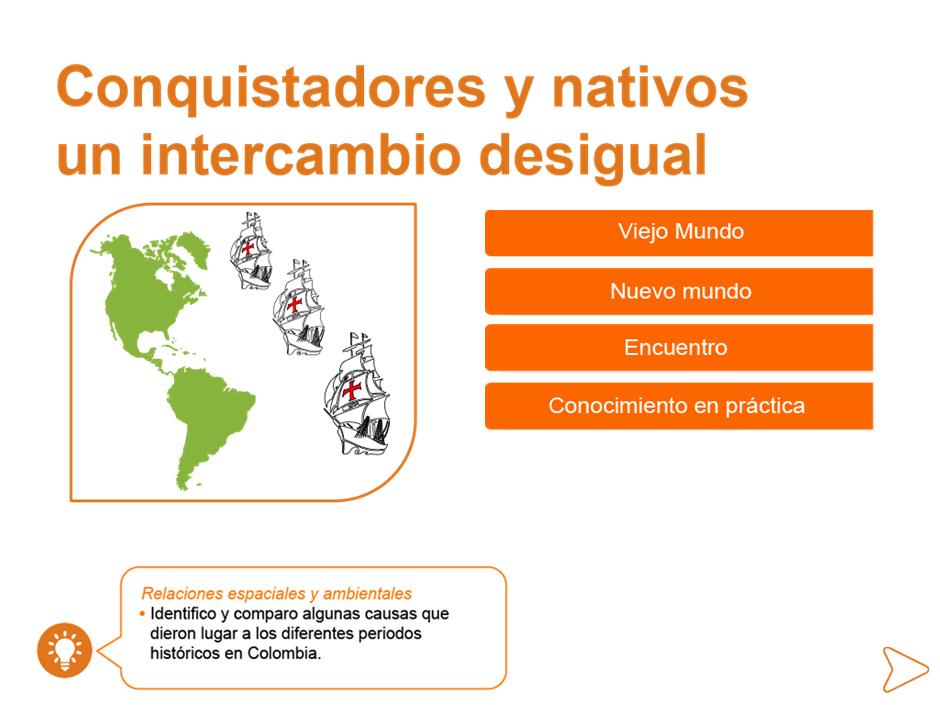 Conquistadores y nativos
un intercambio desigual
Viejo Mundo
Nuevo mundo
Encuentro
Conocimiento en práctica
Relaciones espaciales y ambientales
• Identifico y comparo algunas causas que
dieron lugar a los diferentes periodos
históricos en Colombia.